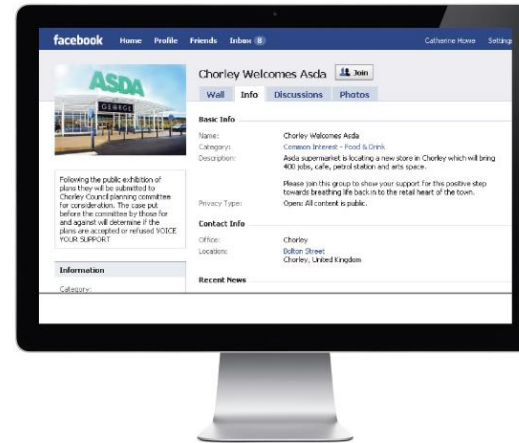 facebook Home Profile Friends Inbox 8 Catherine Howe Settings
ASDA
GEORGE
Chorley Welcomes Asda Join
Wall Info Discussions Photos
Basic Info
Name: Chorley Welcomes Asda
Category: Common Interest - Food & Drink
Description: Asda supermarket is locating a new store in Chorley which will bring
400 jobs, cafe, petrol station and arts space.
Please join this group to show your support for this positive step
towards breathing life back in to the retail heart of the town.
Privacy Type: Open: All content is public.
Contact Info
Office: Chorley
Location: Bolton Street
Chorley, United Kingdom
Recent News
Following the public exhibition of
plans they will be submitted to
Chorley Council planning committee
for consideration. The case put
before the committee by those for
and against will determine if the
plans are accepted or refused VOICE
YOUR SUPPORT
Information
Category: